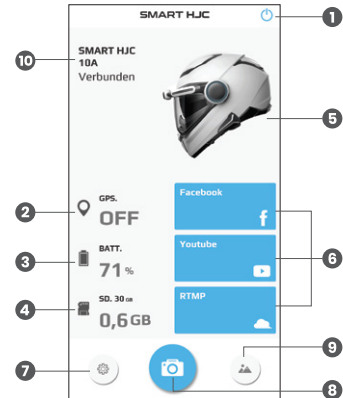 SMART HJC
1
10
SMART HJC
10A
Verbunden
5
2
GPS.
OFF
Facebook
f
3
BATT.
71 %
Youtube
6
4
SD. 30 GB
0,6 GB
RTMP
7
9
8